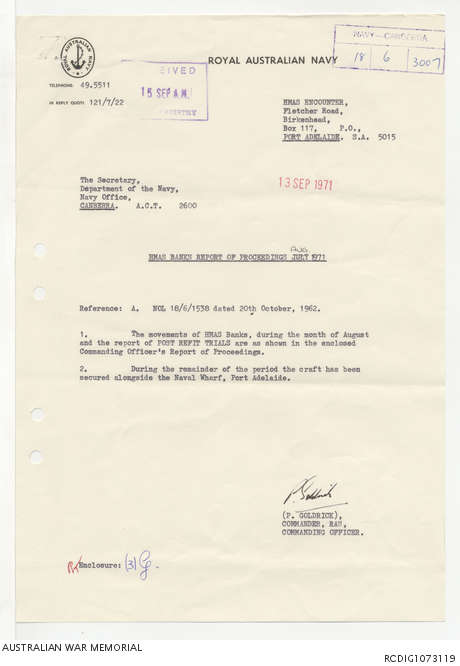 ROYAL AUSTRALIAN NAVY
ROYAL AUSTRALIAN NAVY
NAVY — CANBERRA
18 6 3007
TELEPHONE: 49.5511
IN REPLY QUOTE: 121/7/22
EIVED
15 SEP A.M.
HMAS ENCOUNTER,
Fletcher Road,
Birkenhead,
Box 117, P.O.,
PORT ADELAIDE. S.A. 5015
The Secretary,
Department of the Navy,
Navy Office,
CANBERRA. A.C.T. 2600
13 SEP 1971
AUG
HMAS BANKS REPORT OF PROCEEDINGS JULY 1971
Reference: A. NOL 18/6/1538 dated 20th October, 1962.
1. The movements of HMAS Banks, during the month of August
and the report of POST REFIT TRIALS are as shown in the enclosed
Commanding Officer's Report of Proceedings.
2. During the remainder of the period the craft has been
secured alongside the Naval Wharf, Port Adelaide.
P. Goldrick
(P. GOLDRICK),
COMMANDER, RAN,
COMMANDING OFFICER.
Enclosure: (3)
AUSTRALIAN WAR MEMORIAL
RCDIG1073119